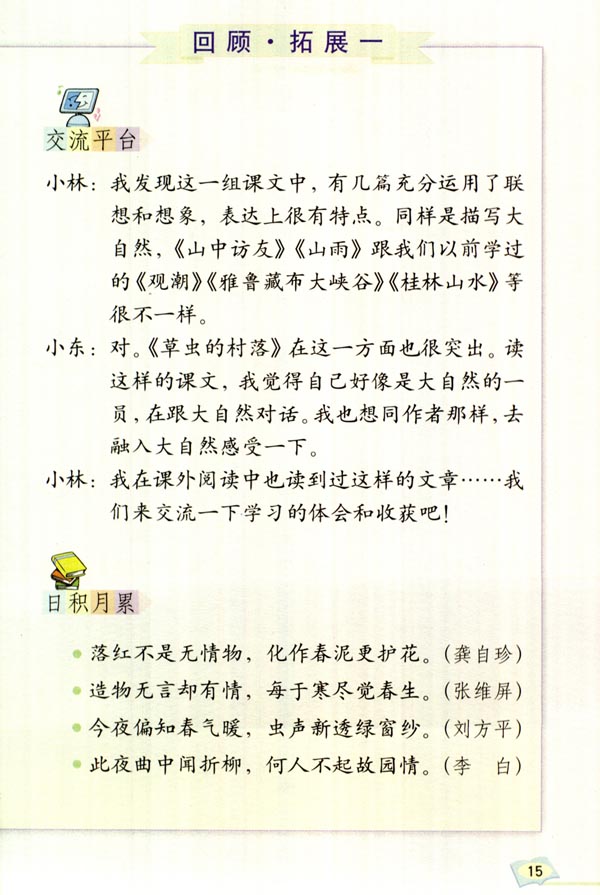 回顾·拓展一
交流平台
小林：我发现这一组课文中，有几篇充分运用了联
想和想象，表达上很有特点。同样是描写大
自然，《山中访友》《山雨》跟我们以前学过
的《观潮》《雅鲁藏布大峡谷》《桂林山水》等
很不一样。
小东：对。《草虫的村落》在这一方面也很突出。读
这样的课文，我觉得自己好像是大自然的一
员，在跟大自然对话。我也想同作者那样，去
融入大自然感受一下。
小林：我在课外阅读中也读到过这样的文章……我
们来交流一下学习的体会和收获吧！
日积月累
落红不是无情物，化作春泥更护花。（龚自珍）
造物无言却有情，每于寒尽觉春生。（张维屏）
今夜偏知春气暖，虫声新透绿窗纱。（刘方平）
此夜曲中闻折柳，何人不起故园情。（李　白）
15